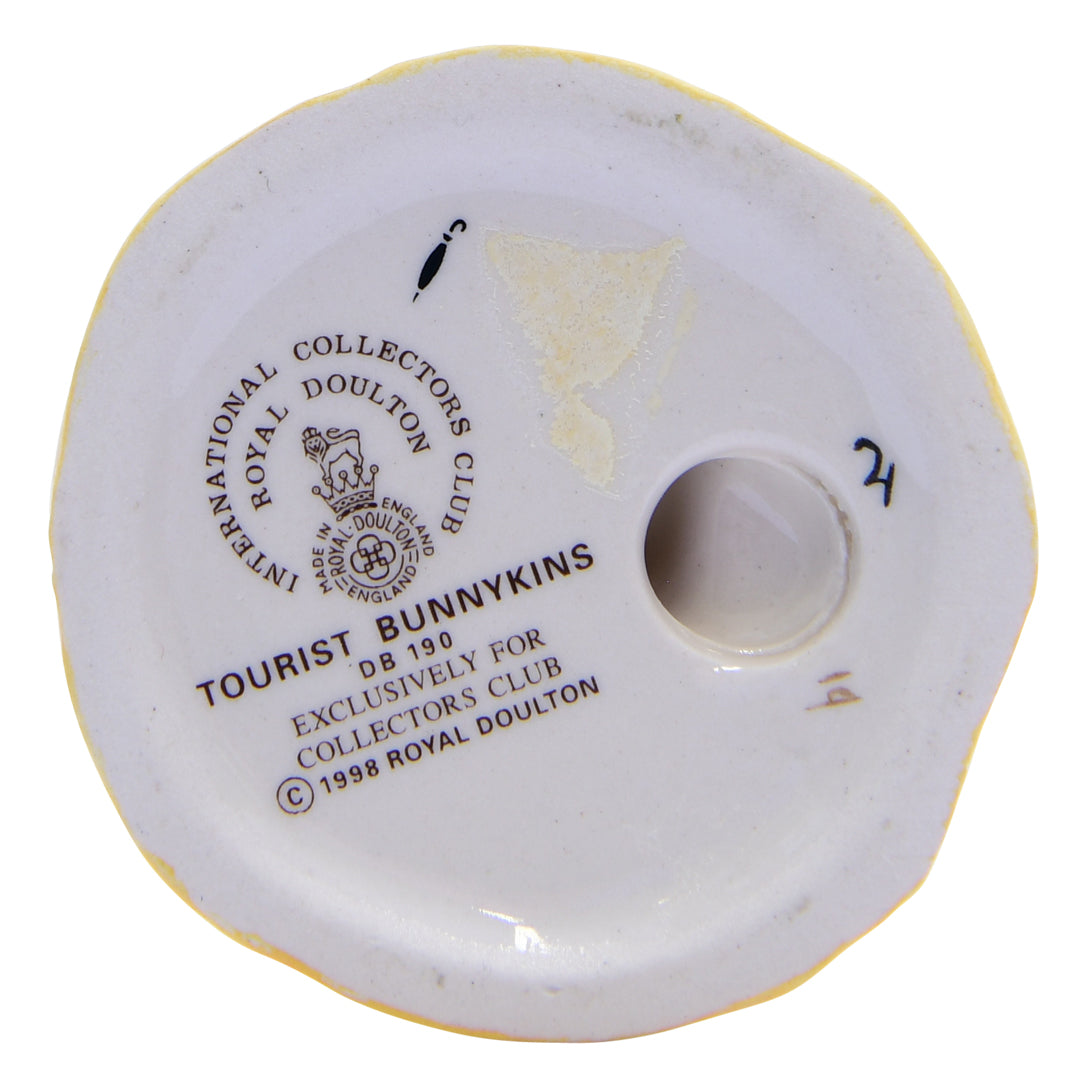 INTERNATIONAL COLLECTORS CLUB
ROYAL DOULTON
MADE IN ENGLAND
ROYAL·DOULTON
ENGLAND
TOURIST BUNNYKINS
DB 190
EXCLUSIVELY FOR
COLLECTORS CLUB
© 1998 ROYAL DOULTON